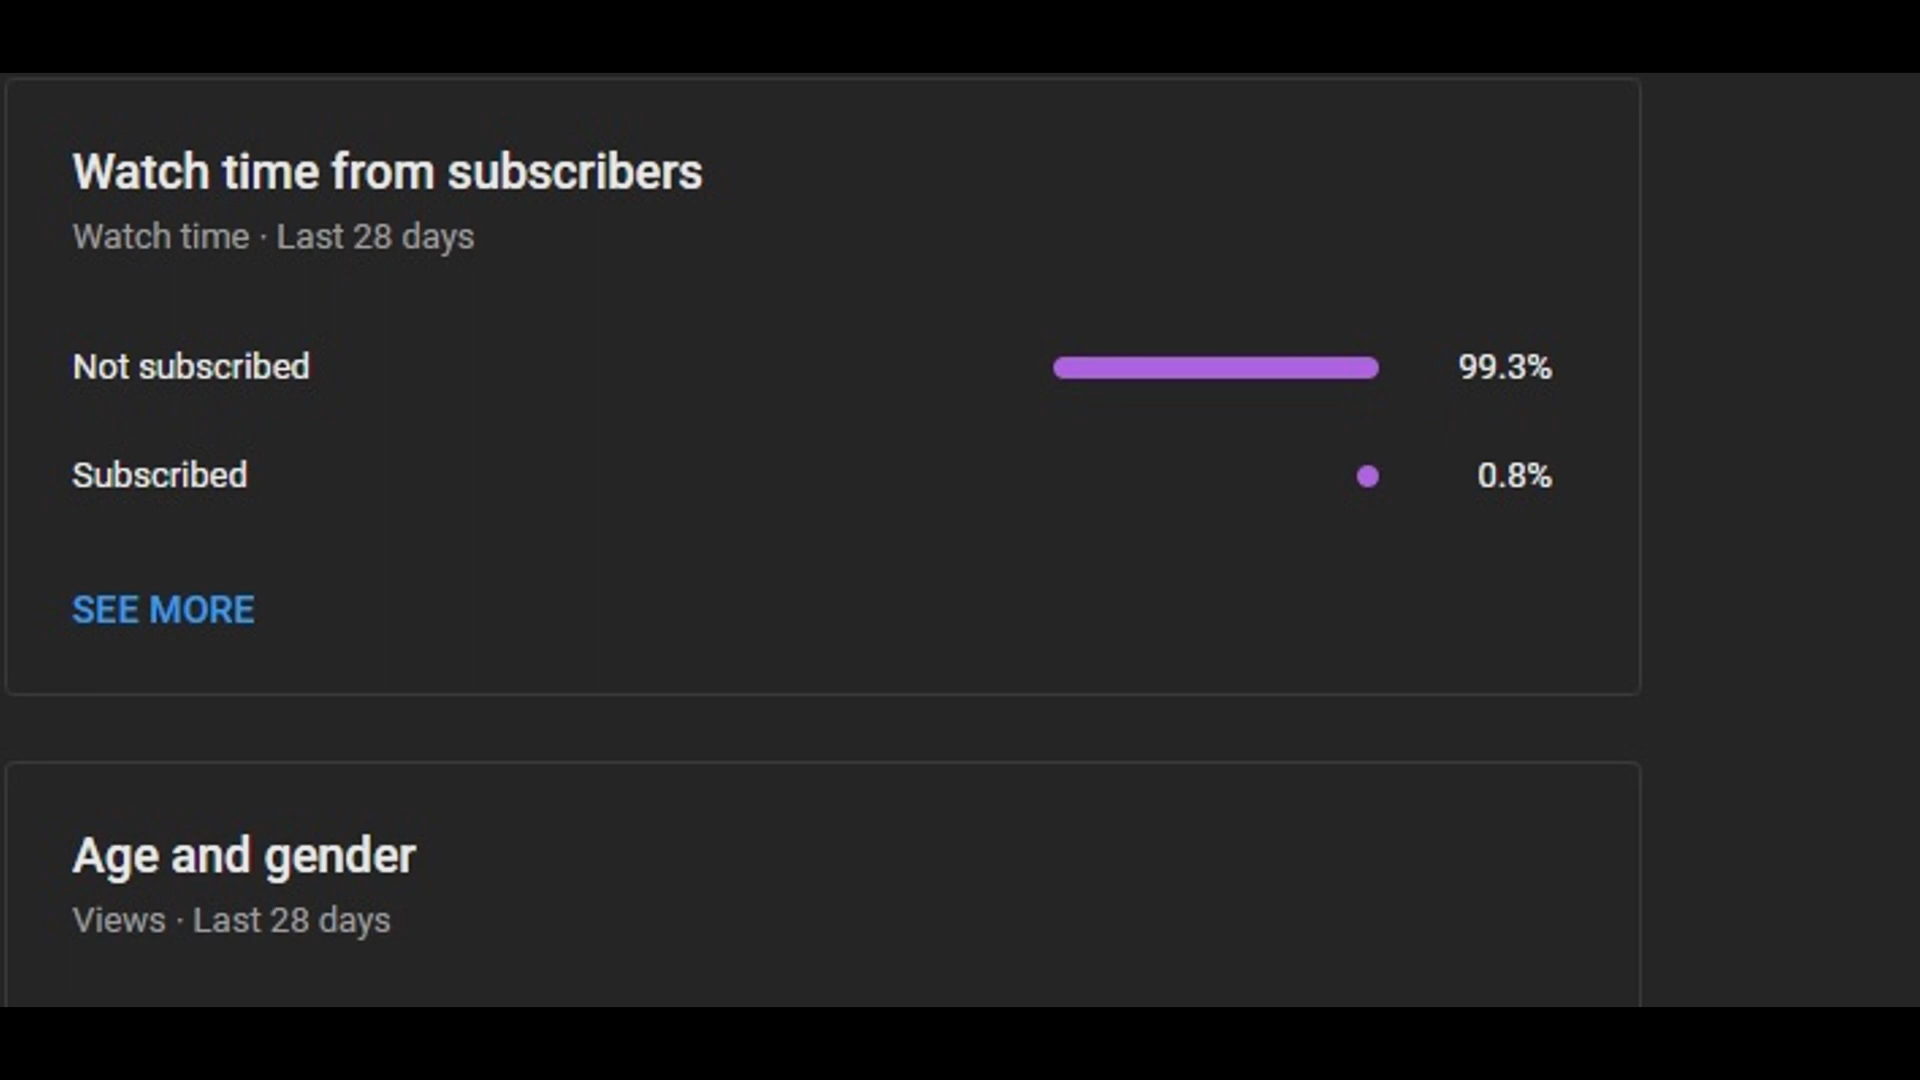 Watch time from subscribers
Watch time · Last 28 days
Not subscribed 99.3%
Subscribed 0.8%
SEE MORE
Age and gender
Views · Last 28 days